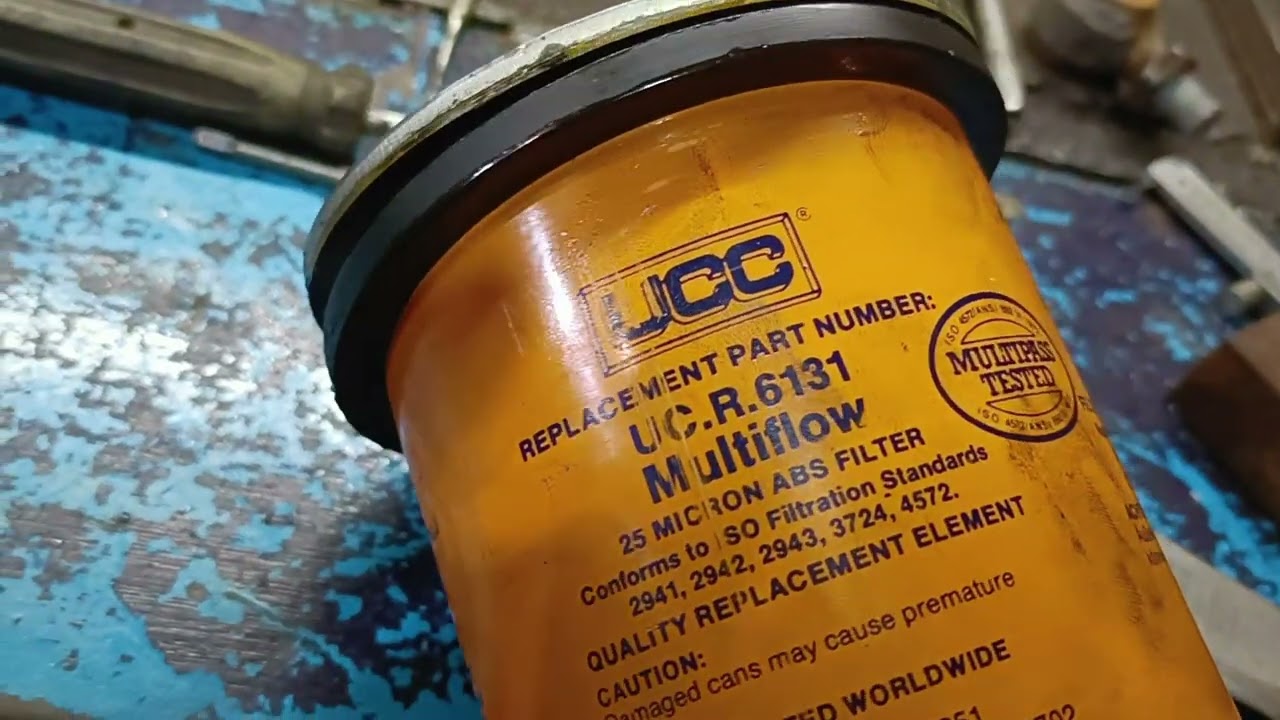 UCC ®
REPLACEMENT PART NUMBER:
UC.R.6131
Multiflow
25 MICRON ABS FILTER
Conforms to ISO Filtration Standards
2941, 2942, 2943, 3724, 4572.
QUALITY REPLACEMENT ELEMENT
CAUTION:
Damaged cans may cause premature
WORLDWIDE
MULTIPASS
TESTED